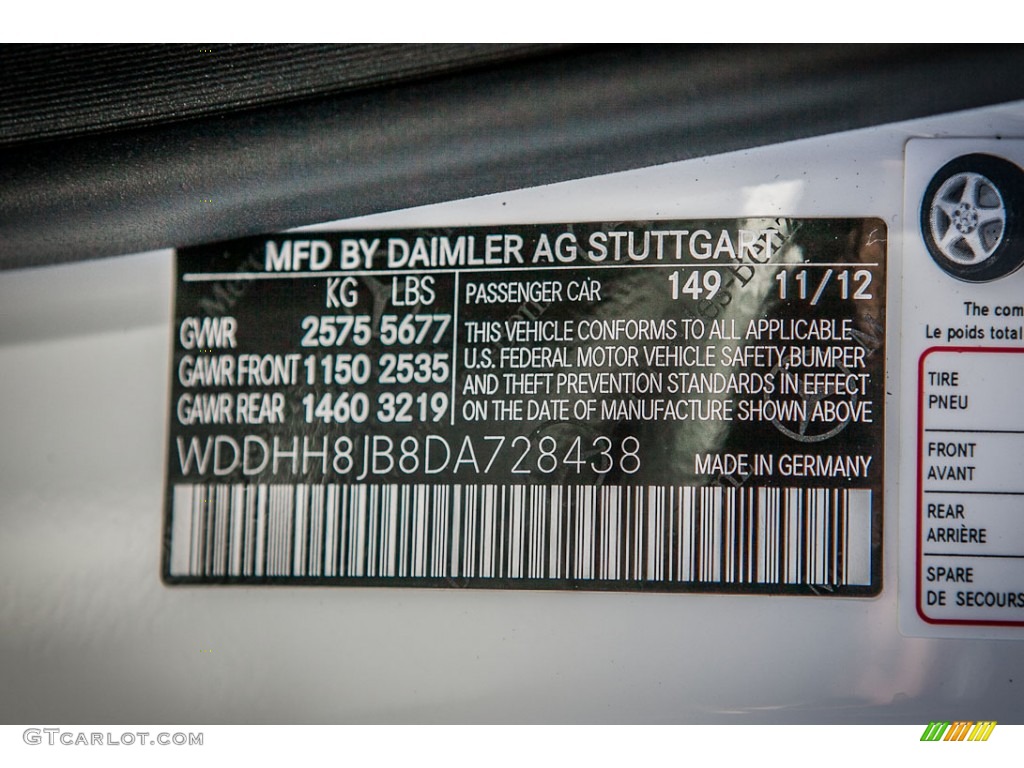 MFD BY DAIMLER AG STUTTGART
KG LBS
GVWR 2575 5677
GAWR FRONT 1150 2535
GAWR REAR 1460 3219
PASSENGER CAR 149 11/12
THIS VEHICLE CONFORMS TO ALL APPLICABLE
U.S. FEDERAL MOTOR VEHICLE SAFETY,BUMPER
AND THEFT PREVENTION STANDARDS IN EFFECT
ON THE DATE OF MANUFACTURE SHOWN ABOVE
WDDHH8JB8DA728438 MADE IN GERMANY
The com
Le poids total
TIRE
PNEU
FRONT
AVANT
REAR
ARRIÈRE
SPARE
DE SECOURS
GTCARLOT.COM